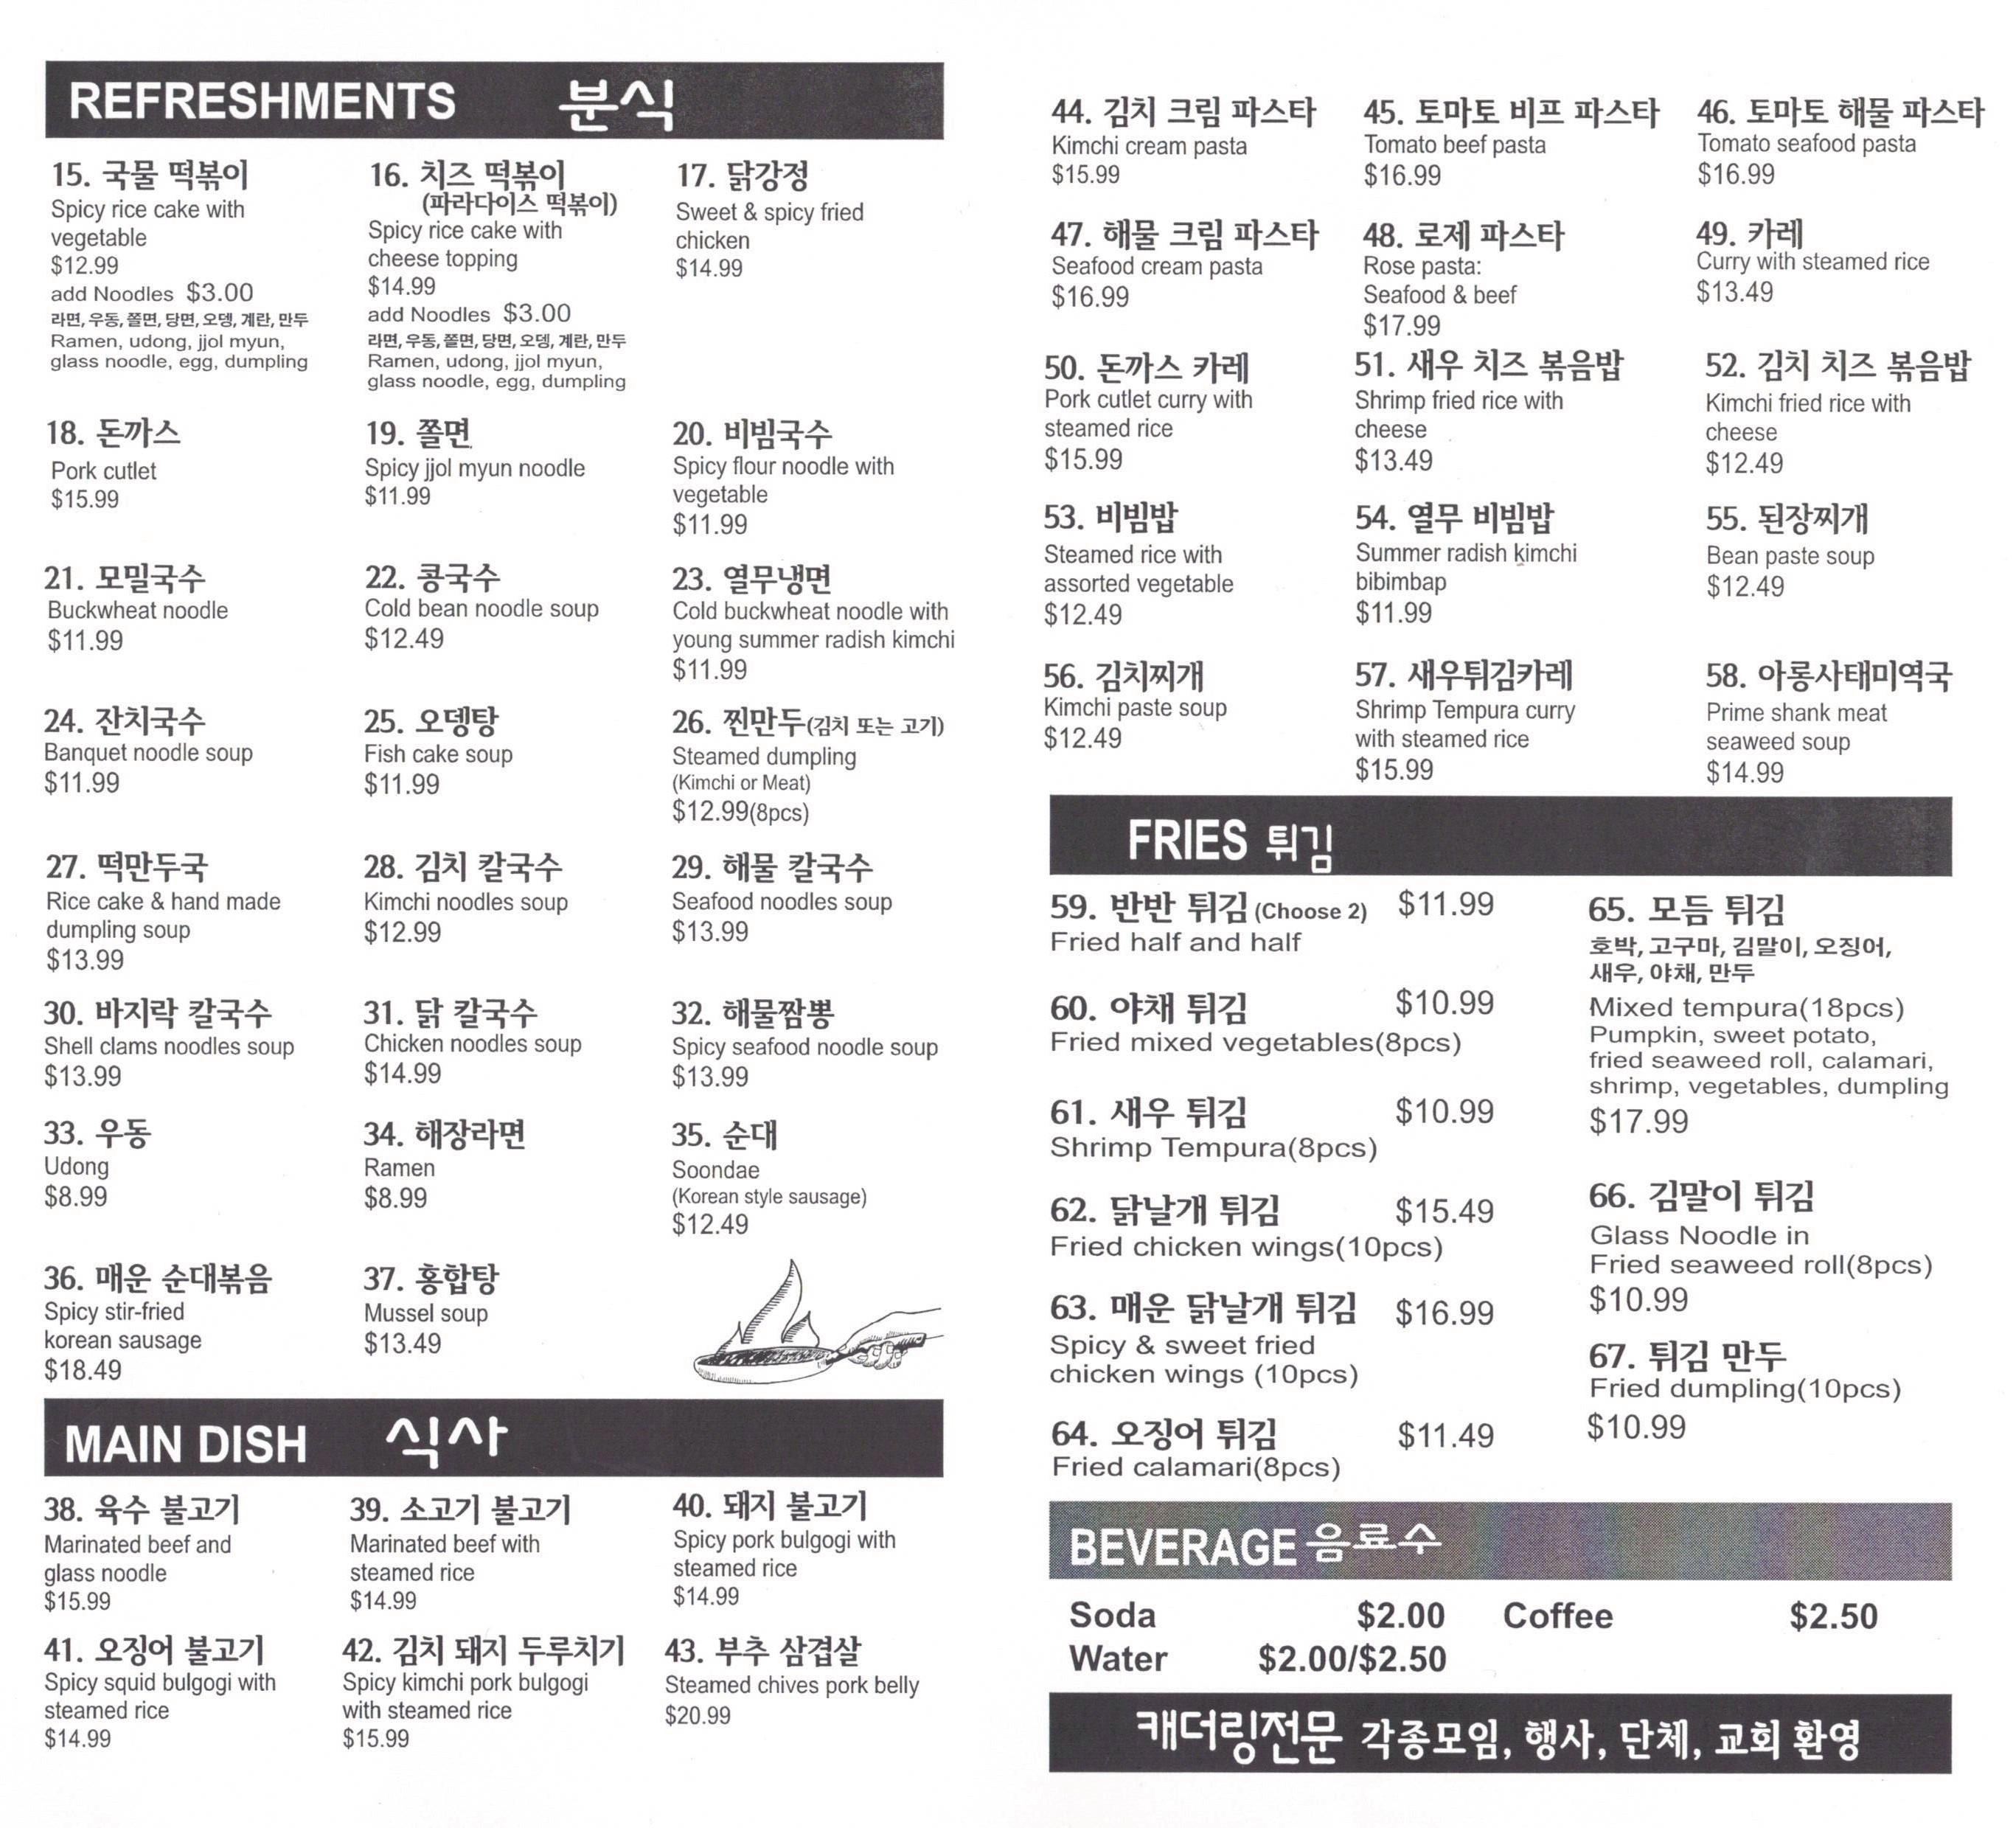 REFRESHMENTS 분식
15. 국물 떡볶이
Spicy rice cake with
vegetable
$12.99
add Noodles $3.00
라면, 우동, 쫄면, 당면, 오뎅, 계란, 만두
Ramen, udong, jjol myun,
glass noodle, egg, dumpling
16. 치즈 떡볶이
(파라다이스 떡볶이)
Spicy rice cake with
cheese topping
$14.99
add Noodles $3.00
라면, 우동, 쫄면, 당면, 오뎅, 계란, 만두
Ramen, udong, jjol myun,
glass noodle, egg, dumpling
17. 닭강정
Sweet & spicy fried
chicken
$14.99
18. 돈까스
Pork cutlet
$15.99
19. 쫄면
Spicy jjol myun noodle
$11.99
20. 비빔국수
Spicy flour noodle with
vegetable
$11.99
21. 모밀국수
Buckwheat noodle
$11.99
22. 콩국수
Cold bean noodle soup
$12.49
23. 열무냉면
Cold buckwheat noodle with
young summer radish kimchi
$11.99
24. 잔치국수
Banquet noodle soup
$11.99
25. 오뎅탕
Fish cake soup
$11.99
26. 찐만두(김치 또는 고기)
Steamed dumpling
(Kimchi or Meat)
$12.99(8pcs)
27. 떡만두국
Rice cake & hand made
dumpling soup
$13.99
28. 김치 칼국수
Kimchi noodles soup
$12.99
29. 해물 칼국수
Seafood noodles soup
$13.99
30. 바지락 칼국수
Shell clams noodles soup
$13.99
31. 닭 칼국수
Chicken noodles soup
$14.99
32. 해물짬뽕
Spicy seafood noodle soup
$13.99
33. 우동
Udong
$8.99
34. 해장라면
Ramen
$8.99
35. 순대
Soondae
(Korean style sausage)
$12.49
36. 매운 순대볶음
Spicy stir-fried
korean sausage
$18.49
37. 홍합탕
Mussel soup
$13.49
MAIN DISH 식사
38. 육수 불고기
Marinated beef and
glass noodle
$15.99
39. 소고기 불고기
Marinated beef with
steamed rice
$14.99
40. 돼지 불고기
Spicy pork bulgogi with
steamed rice
$14.99
41. 오징어 불고기
Spicy squid bulgogi with
steamed rice
$14.99
42. 김치 돼지 두루치기
Spicy kimchi pork bulgogi
with steamed rice
$15.99
43. 부추 삼겹살
Steamed chives pork belly
$20.99
44. 김치 크림 파스타
Kimchi cream pasta
$15.99
45. 토마토 비프 파스타
Tomato beef pasta
$16.99
46. 토마토 해물 파스타
Tomato seafood pasta
$16.99
47. 해물 크림 파스타
Seafood cream pasta
$16.99
48. 로제 파스타
Rose pasta:
Seafood & beef
$17.99
49. 카레
Curry with steamed rice
$13.49
50. 돈까스 카레
Pork cutlet curry with
steamed rice
$15.99
51. 새우 치즈 볶음밥
Shrimp fried rice with
cheese
$13.49
52. 김치 치즈 볶음밥
Kimchi fried rice with
cheese
$12.49
53. 비빔밥
Steamed rice with
assorted vegetable
$12.49
54. 열무 비빔밥
Summer radish kimchi
bibimbap
$11.99
55. 된장찌개
Bean paste soup
$12.49
56. 김치찌개
Kimchi paste soup
$12.49
57. 새우튀김카레
Shrimp Tempura curry
with steamed rice
$15.99
58. 아롱사태미역국
Prime shank meat
seaweed soup
$14.99
FRIES 튀김
59. 반반 튀김 (Choose 2) $11.99
Fried half and half
60. 야채 튀김 $10.99
Fried mixed vegetables(8pcs)
61. 새우 튀김 $10.99
Shrimp Tempura(8pcs)
62. 닭날개 튀김 $15.49
Fried chicken wings(10pcs)
63. 매운 닭날개 튀김 $16.99
Spicy & sweet fried
chicken wings (10pcs)
64. 오징어 튀김 $11.49
Fried calamari(8pcs)
65. 모듬 튀김
호박, 고구마, 김말이, 오징어,
새우, 야채, 만두
Mixed tempura(18pcs)
Pumpkin, sweet potato,
fried seaweed roll, calamari,
shrimp, vegetables, dumpling
$17.99
66. 김말이 튀김
Glass Noodle in
Fried seaweed roll(8pcs)
$10.99
67. 튀김 만두
Fried dumpling(10pcs)
$10.99
BEVERAGE 음료수
Soda $2.00 Coffee $2.50
Water $2.00/$2.50
캐더링전문 각종모임, 행사, 단체, 교회 환영